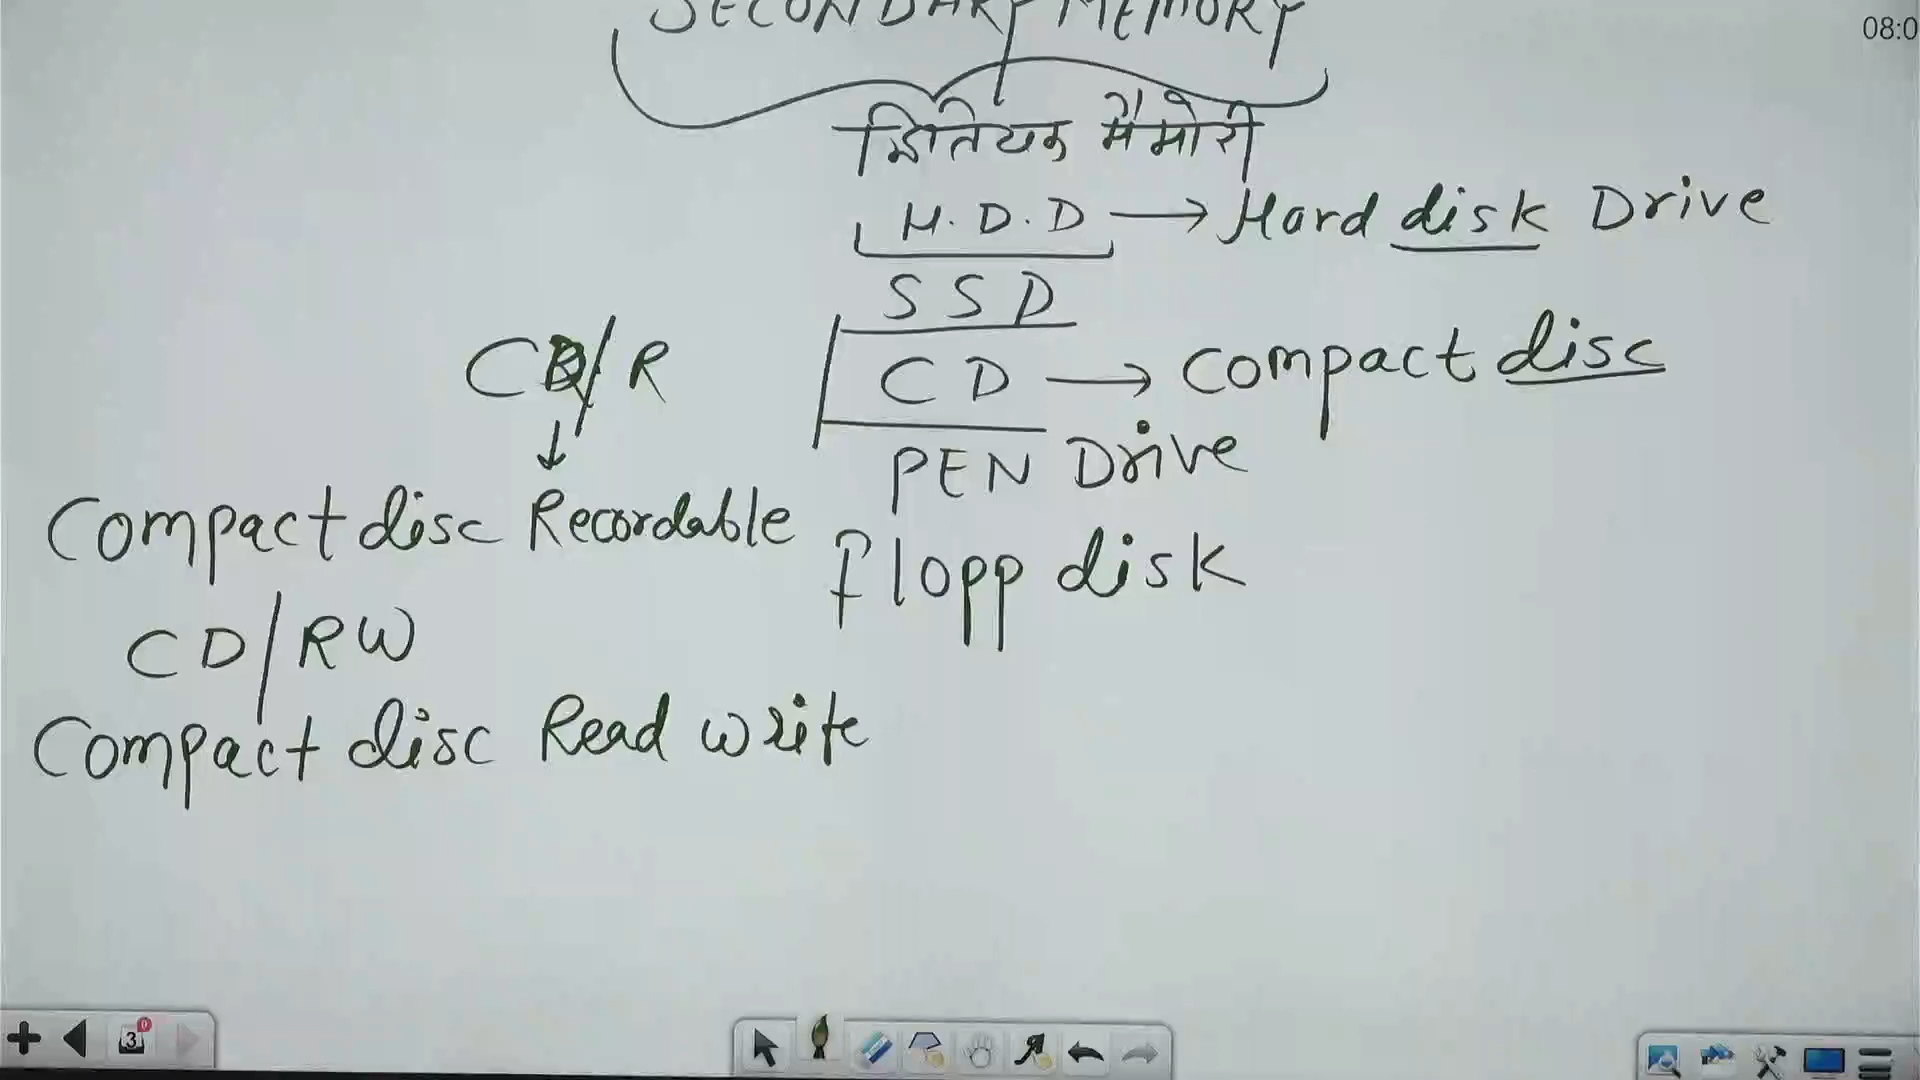 SECONDARY MEMORY
08:0
द्वितियक मैमोरी
H.D.D → Hard disk Drive
SSD
CD → Compact disc
PEN Drive
flopp disk
CD/R
↓
Compact disc Recordable
CD/RW
Compact disc Read write
3